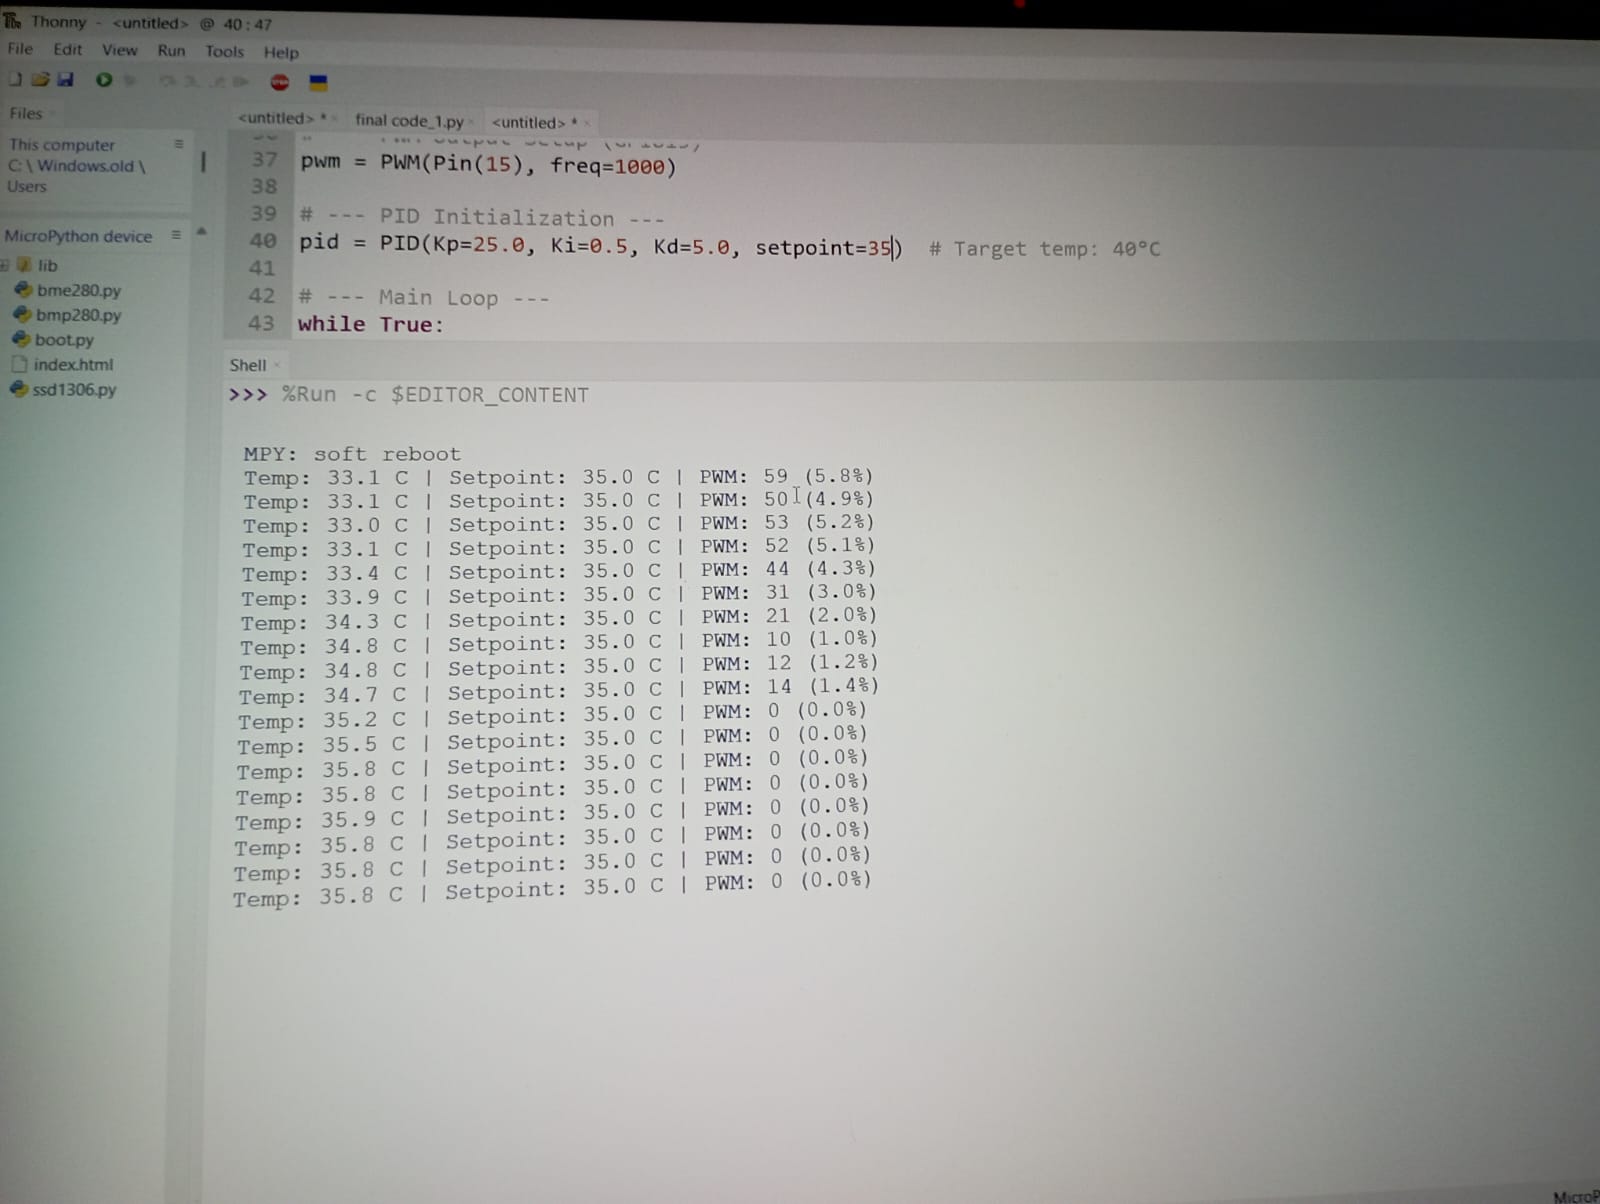 Thonny - <untitled> @ 40:47
File Edit View Run Tools Help
Files
This computer
C:\Windows.old\
Users
MicroPython device
lib
bme280.py
bmp280.py
boot.py
index.html
ssd1306.py
<untitled> * final code_1.py <untitled> *
37 pwm = PWM(Pin(15), freq=1000)
38
39 # --- PID Initialization ---
40 pid = PID(Kp=25.0, Ki=0.5, Kd=5.0, setpoint=35) # Target temp: 40°C
41
42 # --- Main Loop ---
43 while True:
Shell
>>> %Run -c $EDITOR_CONTENT
MPY: soft reboot
Temp: 33.1 C | Setpoint: 35.0 C | PWM: 59 (5.8%)
Temp: 33.1 C | Setpoint: 35.0 C | PWM: 50 (4.9%)
Temp: 33.0 C | Setpoint: 35.0 C | PWM: 53 (5.2%)
Temp: 33.1 C | Setpoint: 35.0 C | PWM: 52 (5.1%)
Temp: 33.4 C | Setpoint: 35.0 C | PWM: 44 (4.3%)
Temp: 33.9 C | Setpoint: 35.0 C | PWM: 31 (3.0%)
Temp: 34.3 C | Setpoint: 35.0 C | PWM: 21 (2.0%)
Temp: 34.8 C | Setpoint: 35.0 C | PWM: 10 (1.0%)
Temp: 34.8 C | Setpoint: 35.0 C | PWM: 12 (1.2%)
Temp: 34.7 C | Setpoint: 35.0 C | PWM: 14 (1.4%)
Temp: 35.2 C | Setpoint: 35.0 C | PWM: 0 (0.0%)
Temp: 35.5 C | Setpoint: 35.0 C | PWM: 0 (0.0%)
Temp: 35.8 C | Setpoint: 35.0 C | PWM: 0 (0.0%)
Temp: 35.8 C | Setpoint: 35.0 C | PWM: 0 (0.0%)
Temp: 35.9 C | Setpoint: 35.0 C | PWM: 0 (0.0%)
Temp: 35.8 C | Setpoint: 35.0 C | PWM: 0 (0.0%)
Temp: 35.8 C | Setpoint: 35.0 C | PWM: 0 (0.0%)
Temp: 35.8 C | Setpoint: 35.0 C | PWM: 0 (0.0%)